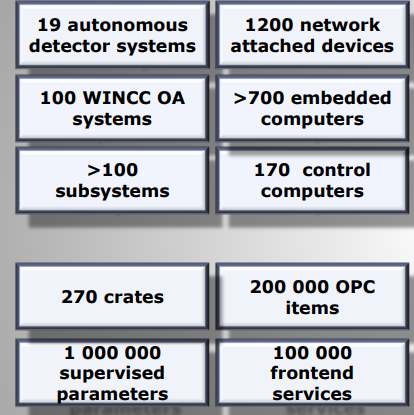 19 autonomous
detector systems
1200 network
attached devices
100 WINCC OA
systems
>700 embedded
computers
>100
subsystems
170 control
computers
270 crates
200 000 OPC
items
1 000 000
supervised
parameters
100 000
frontend
services